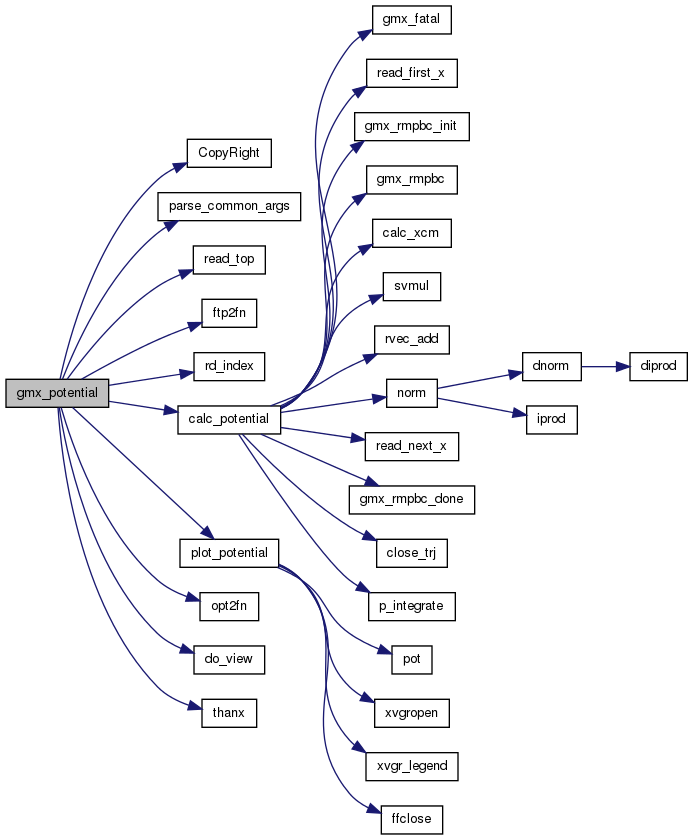 gmx_potential
CopyRight
parse_common_args
read_top
ftp2fn
rd_index
calc_potential
plot_potential
opt2fn
do_view
thanx
gmx_fatal
read_first_x
gmx_rmpbc_init
gmx_rmpbc
calc_xcm
svmul
rvec_add
norm
read_next_x
gmx_rmpbc_done
close_trj
p_integrate
pot
xvgropen
xvgr_legend
ffclose
dnorm
iprod
diprod